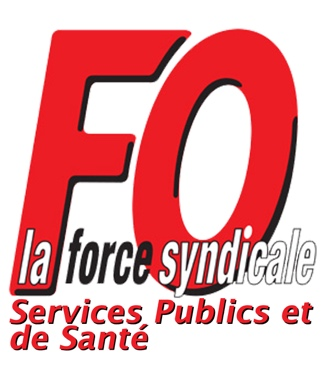 FO
la force syndicale
Services Publics et
de Santé